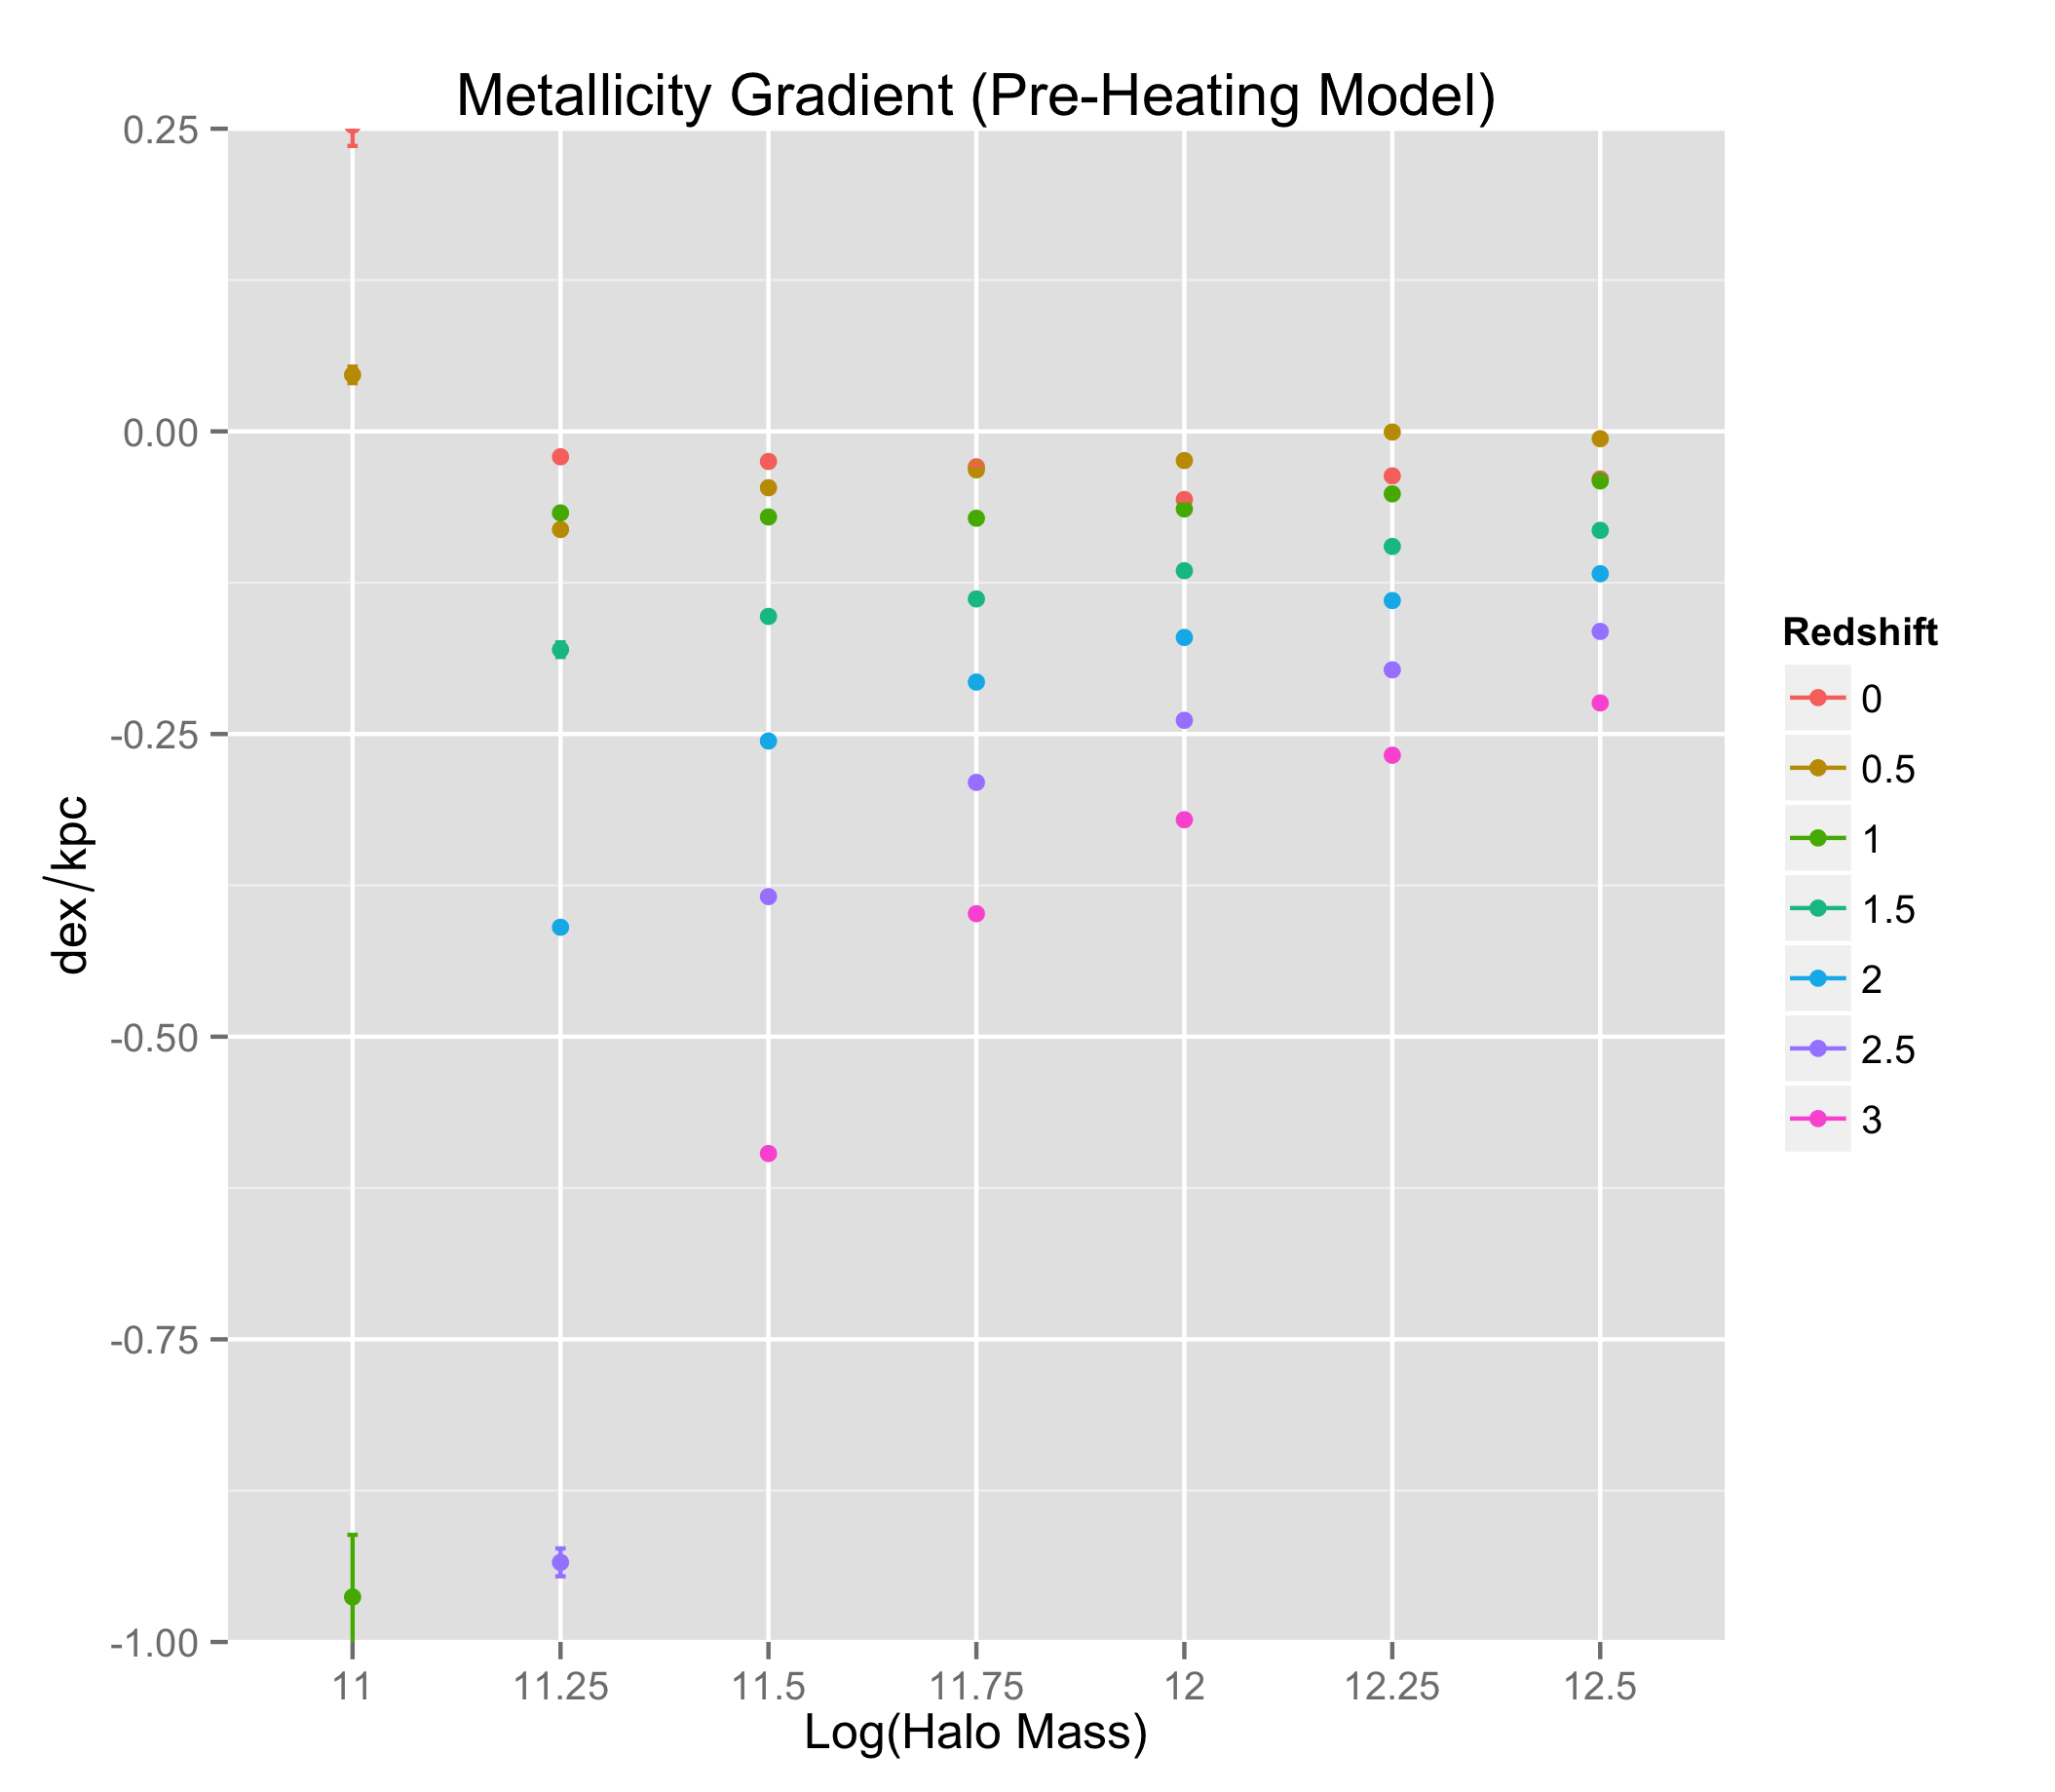 Metallicity Gradient (Pre-Heating Model)
0.25
0.00
-0.25
-0.50
-0.75
-1.00
dex/kpc
11 11.25 11.5 11.75 12 12.25 12.5
Log(Halo Mass)
Redshift
0
0.5
1
1.5
2
2.5
3